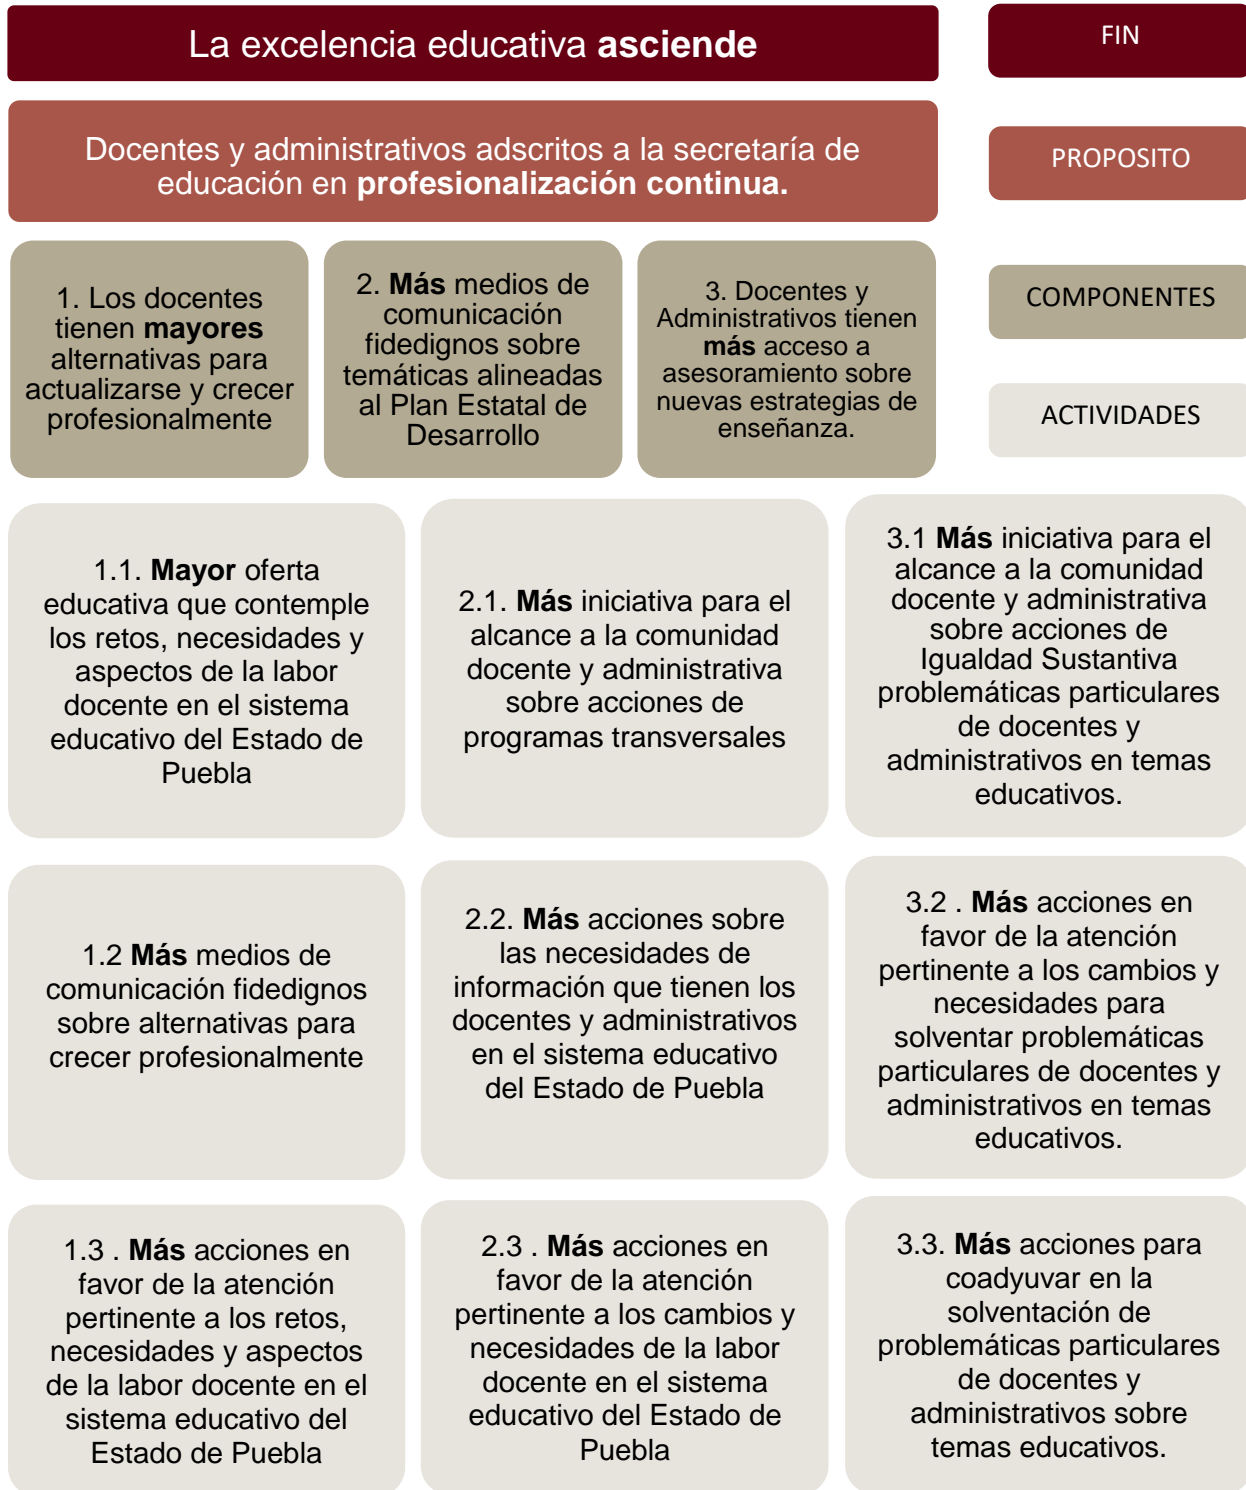 La excelencia educativa asciende
FIN
Docentes y administrativos adscritos a la secretaría de
educación en profesionalización continua.
PROPOSITO
1. Los docentes
tienen mayores
alternativas para
actualizarse y crecer
profesionalmente
2. Más medios de
comunicación
fidedignos sobre
temáticas alineadas
al Plan Estatal de
Desarrollo
3. Docentes y
Administrativos tienen
más acceso a
asesoramiento sobre
nuevas estrategias de
enseñanza.
COMPONENTES
ACTIVIDADES
1.1. Mayor oferta
educativa que contemple
los retos, necesidades y
aspectos de la labor
docente en el sistema
educativo del Estado de
Puebla
2.1. Más iniciativa para el
alcance a la comunidad
docente y administrativa
sobre acciones de
programas transversales
3.1 Más iniciativa para el
alcance a la comunidad
docente y administrativa
sobre acciones de
Igualdad Sustantiva
problemáticas particulares
de docentes y
administrativos en temas
educativos.
1.2 Más medios de
comunicación fidedignos
sobre alternativas para
crecer profesionalmente
2.2. Más acciones sobre
las necesidades de
información que tienen los
docentes y administrativos
en el sistema educativo
del Estado de Puebla
3.2 . Más acciones en
favor de la atención
pertinente a los cambios y
necesidades para
solventar problemáticas
particulares de docentes y
administrativos en temas
educativos.
1.3 . Más acciones en
favor de la atención
pertinente a los retos,
necesidades y aspectos
de la labor docente en el
sistema educativo del
Estado de Puebla
2.3 . Más acciones en
favor de la atención
pertinente a los cambios y
necesidades de la labor
docente en el sistema
educativo del Estado de
Puebla
3.3. Más acciones para
coadyuvar en la
solventación de
problemáticas particulares
de docentes y
administrativos sobre
temas educativos.